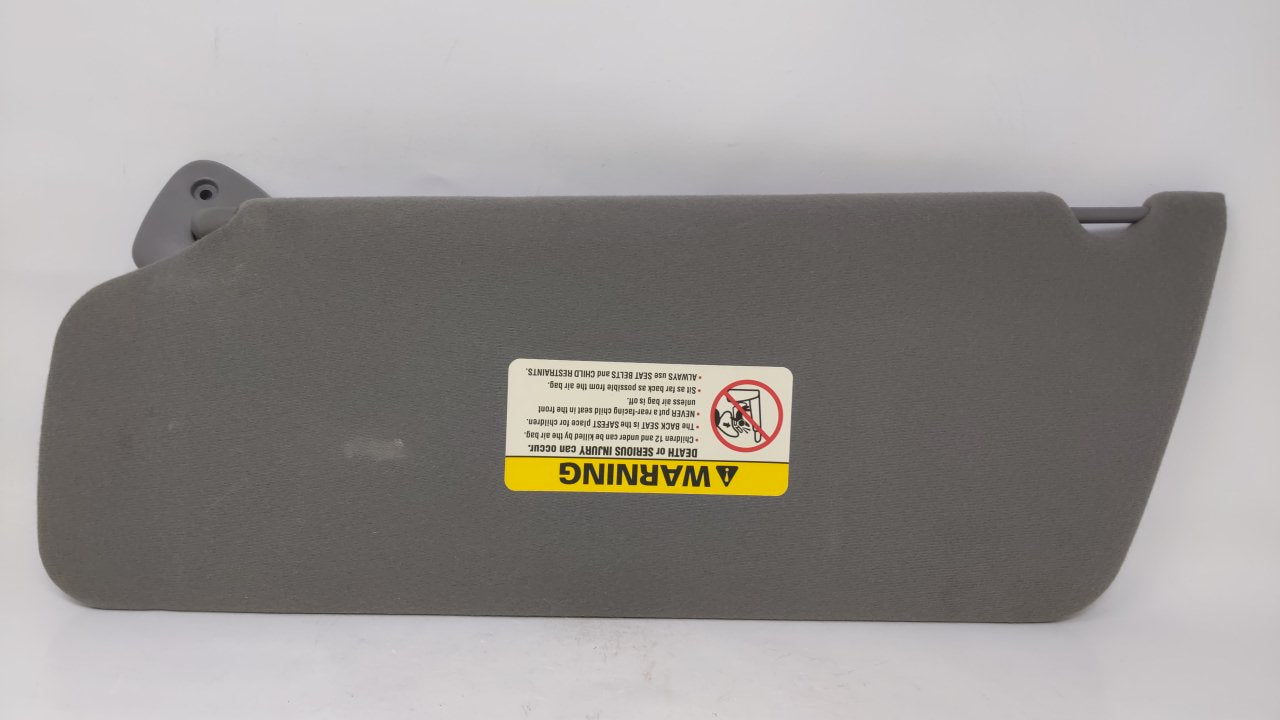 WARNING
DEATH or SERIOUS INJURY can occur.
• Children 12 and under can be killed by the air bag.
• The BACK SEAT is the SAFEST place for children.
• NEVER put a rear-facing child seat in the front
unless air bag is off.
• Sit as far back as possible from the air bag.
• ALWAYS use SEAT BELTS and CHILD RESTRAINTS.